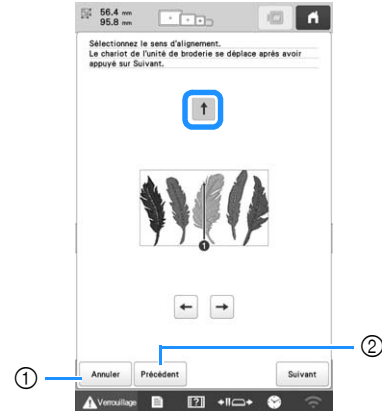 56.4 mm
95.8 mm
Sélectionnez le sens d'alignement.
Le chariot de l'unité de broderie se déplace après avoir
appuyé sur Suivant.
↑
1
← →
②
①
Annuler Précédent Suivant
Verrouillage